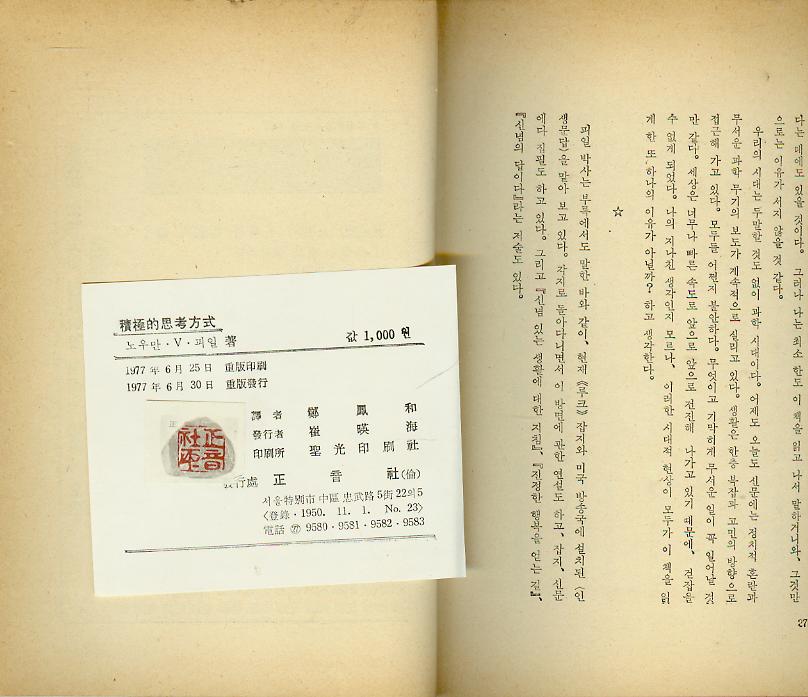 다는 데에도 있을 것이다. 그러나 나는 최소 한도 이 책을 읽고 나서 말하거니와, 그것만
으로는 이유가 서지 않을 것 같다.
우리의 시대는 두말할 것도 없이 과학 시대이다. 어제도 오늘도 신문에는 정치적 혼란과
무서운 과학 무기의 보도가 계속적으로 실리고 있다. 생활은 한층 복잡과 고민의 방향으로
접근해 가고 있다. 모두들 어쩐지 불안하다. 무엇이고 기막히게 무서운 일이 꼭 일어날 것
만 같다. 세상은 너무나 빠른 속도로 앞으로 앞으로 전진해 나가고 있기 때문에, 걷잡을
수 없게 되었다. 나의 지나친 생각인지 모르나, 이러한 시대적 현상이 모두가 이 책을 읽
게 한 또 하나의 이유가 아닐까? 하고 생각한다.
☆
피일 박사는 부록에서도 말한 바와 같이, 현재 《루크》 잡지와 미국 방송국에 설치된 〈인
생문답〉을 맡아 보고 있다. 각지로 돌아다니면서 이 방면에 관한 연설도 하고, 잡지, 신문
에다 집필도 하고 있다. 그리고 『신념 있는 생활에 대한 지침』, 『진정한 행복을 얻는 길』,
『신념의 답이다』라는 저술도 있다.
27
積極的思考方式
노우만·V·피일 著
값 1,000 원
1977 年 6 月 25日 重版印刷
1977 年 6 月 30日 重版發行
譯者 鄭鳳和
發行者 崔暎海
印刷所 聖光印刷社
發行處 正音社(倫)
서울特別市 中區 忠武路 5街 22의5
〈登錄·1950. 11. 1. No. 23〉
電話 ㉗ 9580·9581·9582·9583
正音社